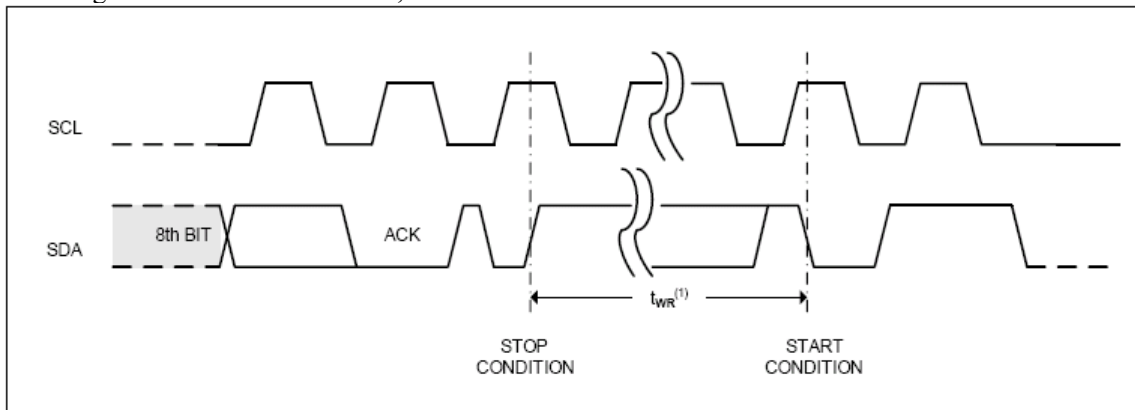 SCL
8th BIT
ACK
SDA
tWR(1)
STOP
CONDITION
START
CONDITION